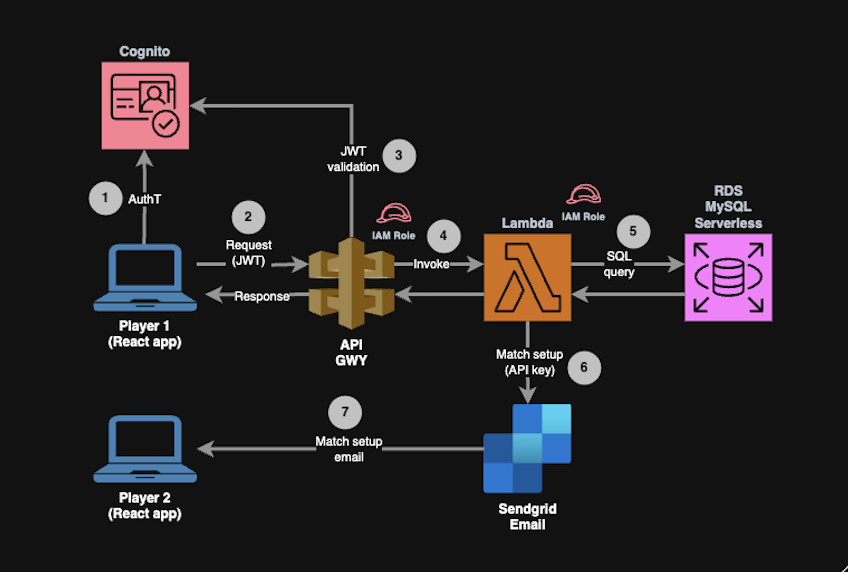 Cognito
1
AuthT
2
Request
(JWT)
Response
JWT
validation
3
IAM Role
4
Invoke
API
GWY
Lambda
IAM Role
5
SQL
query
RDS
MySQL
Serverless
Player 1
(React app)
Match setup
(API key)
6
7
Match setup
email
Player 2
(React app)
Sendgrid
Email